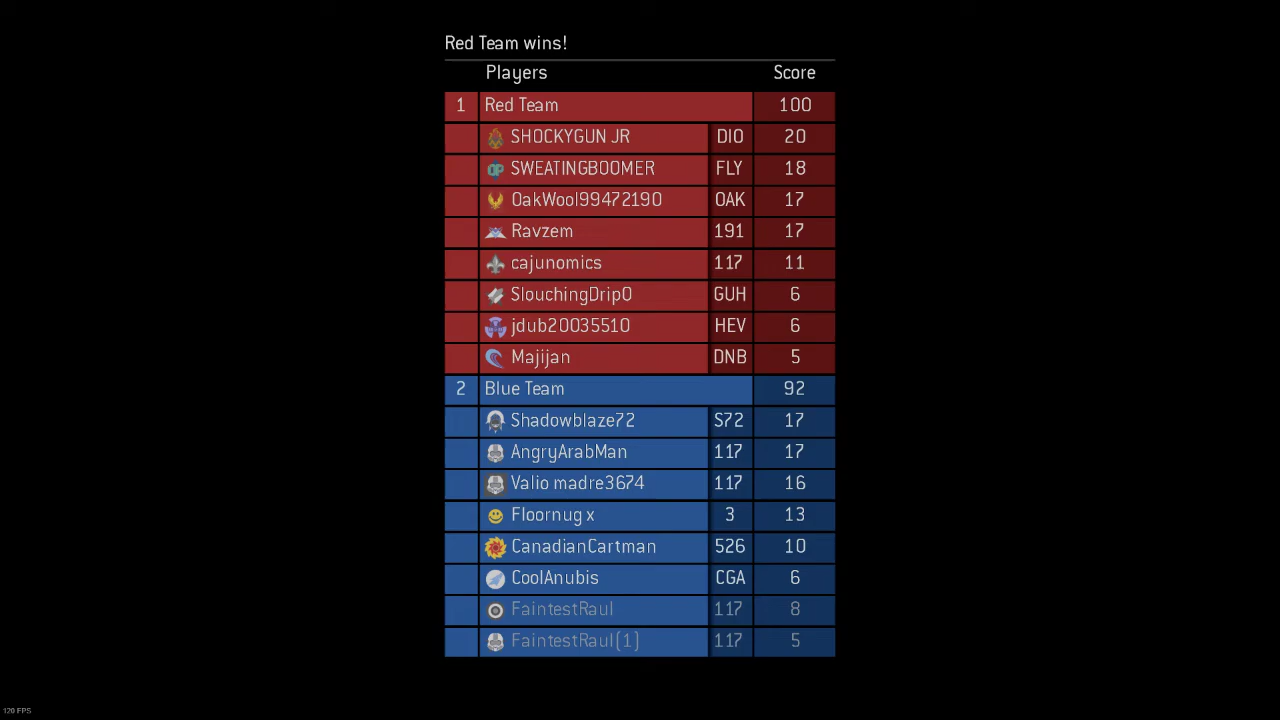 Red Team wins!
Players Score
1 Red Team 100
SHOCKYGUN JR DIO 20
SWEATINGBOOMER FLY 18
OakWool99472190 OAK 17
Ravzem 191 17
cajunomics 117 11
SlouchingDrip0 GUH 6
jdub20035510 HEV 6
Majijan DNB 5
2 Blue Team 92
Shadowblaze72 S72 17
AngryArabMan 117 17
Valio madre3674 117 16
Floornug x 3 13
CanadianCartman 526 10
CoolAnubis CGA 6
FaintestRaul 117 8
FaintestRaul(1) 117 5
120 FPS